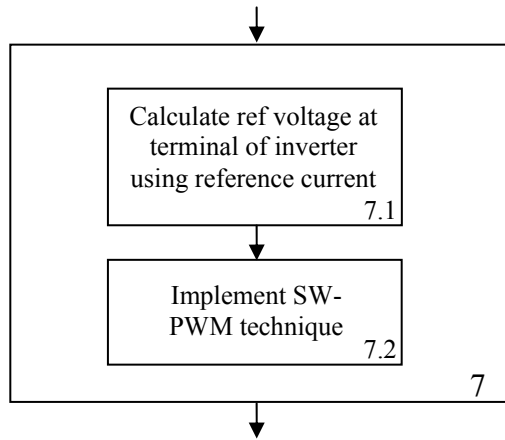 Calculate ref voltage at
terminal of inverter
using reference current
7.1
Implement SW-
PWM technique
7.2
7